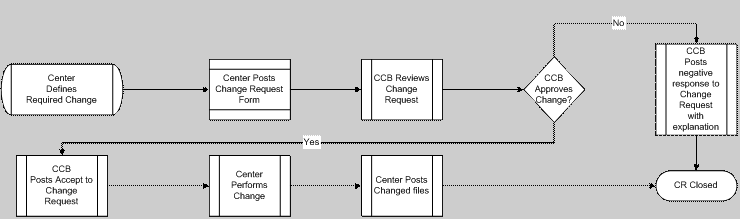 Center
Defines
Required Change
Center Posts
Change Request
Form
CCB Reviews
Change
Request
CCB
Approves
Change?
No
CCB
Posts
negative
response to
Change
Request
with
explanation
Yes
CCB
Posts Accept to
Change
Request
Center
Performs
Change
Center Posts
Changed files
CR Closed